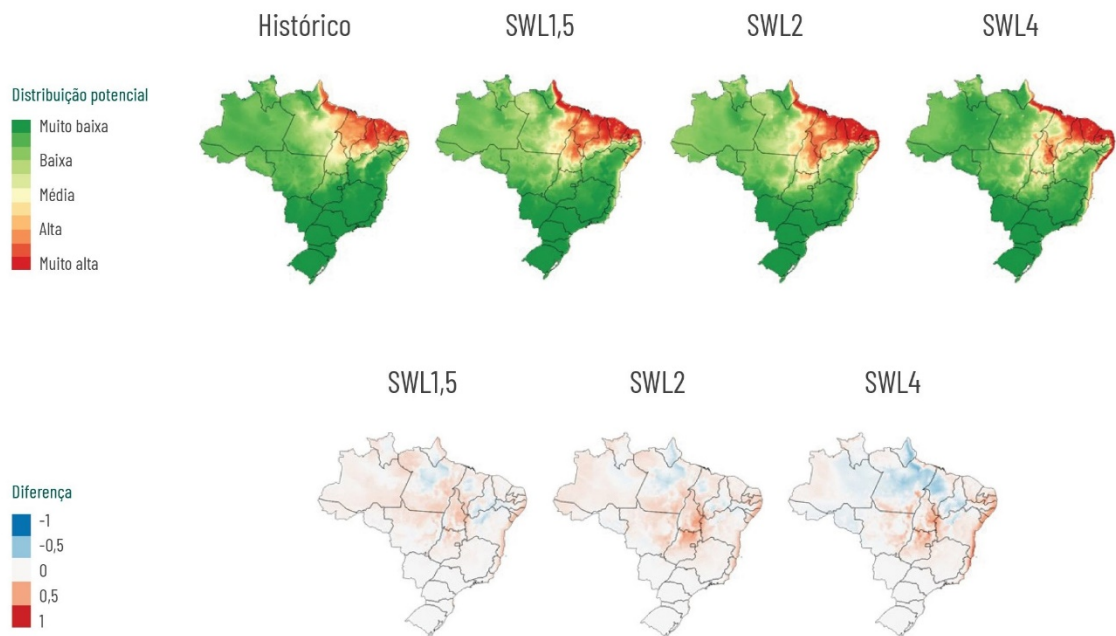 Histórico
SWL1,5
SWL2
SWL4
Distribuição potencial
Muito baixa
Baixa
Média
Alta
Muito alta
SWL1,5
SWL2
SWL4
Diferença
-1
-0,5
0
0,5
1